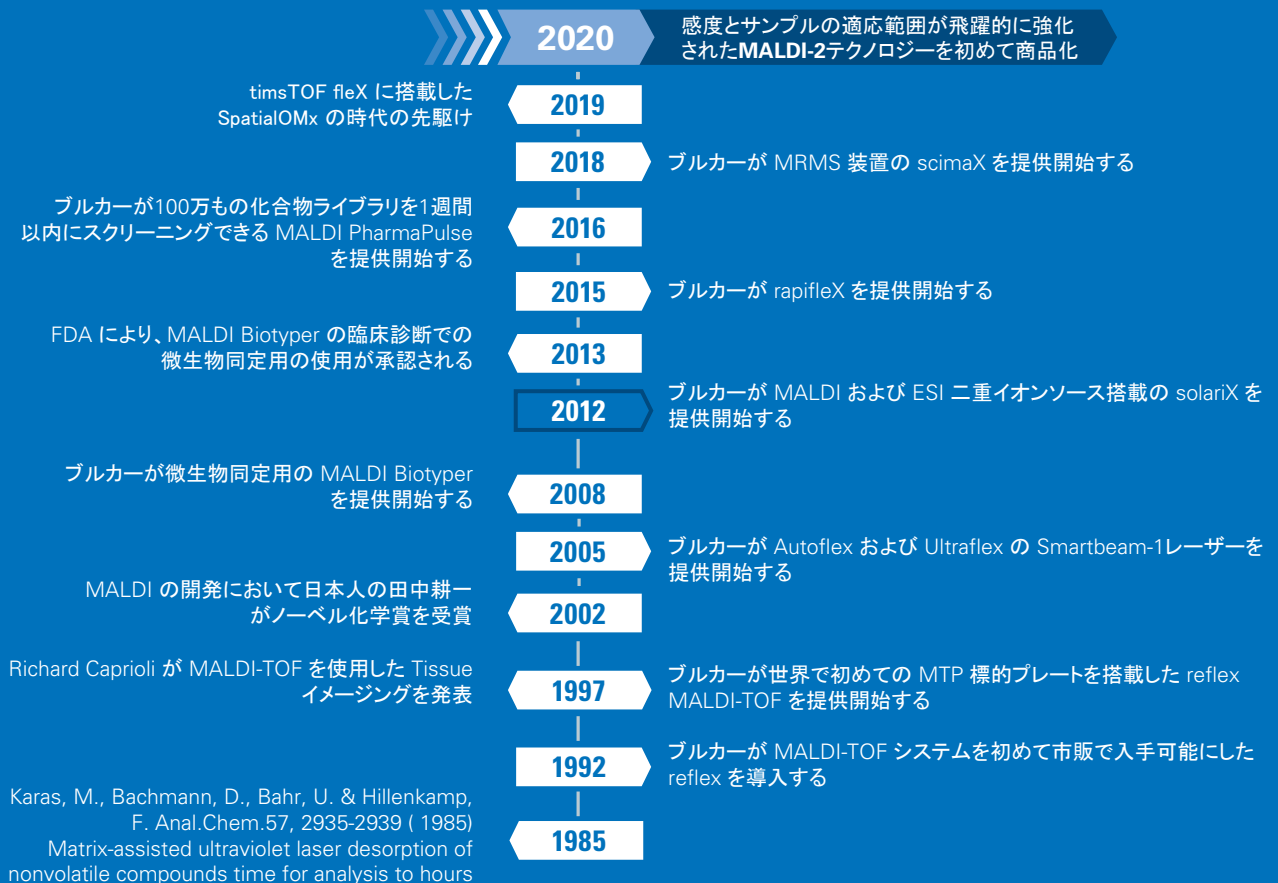 2020
感度とサンプルの適応範囲が飛躍的に強化
されたMALDI-2テクノロジーを初めて商品化
timsTOF fleX に搭載した
SpatialOMx の時代の先駆け
2019
2018
ブルカーが MRMS 装置の scimaX を提供開始する
ブルカーが100万もの化合物ライブラリを1週間
以内にスクリーニングできる MALDI PharmaPulse
を提供開始する
2016
2015
ブルカーが rapifleX を提供開始する
FDA により、MALDI Biotyper の臨床診断での
微生物同定用の使用が承認される
2013
2012
ブルカーが MALDI および ESI 二重イオンソース搭載の solariX を
提供開始する
ブルカーが微生物同定用の MALDI Biotyper
を提供開始する
2008
2005
ブルカーが Autoflex および Ultraflex の Smartbeam-1レーザーを
提供開始する
MALDI の開発において日本人の田中耕一
がノーベル化学賞を受賞
2002
Richard Caprioli が MALDI-TOF を使用した Tissue
イメージングを発表
1997
ブルカーが世界で初めての MTP 標的プレートを搭載した reflex
MALDI-TOF を提供開始する
1992
ブルカーが MALDI-TOF システムを初めて市販で入手可能にした
reflex を導入する
Karas, M., Bachmann, D., Bahr, U. & Hillenkamp,
F. Anal.Chem.57, 2935-2939 ( 1985)
Matrix-assisted ultraviolet laser desorption of
nonvolatile compounds time for analysis to hours
1985